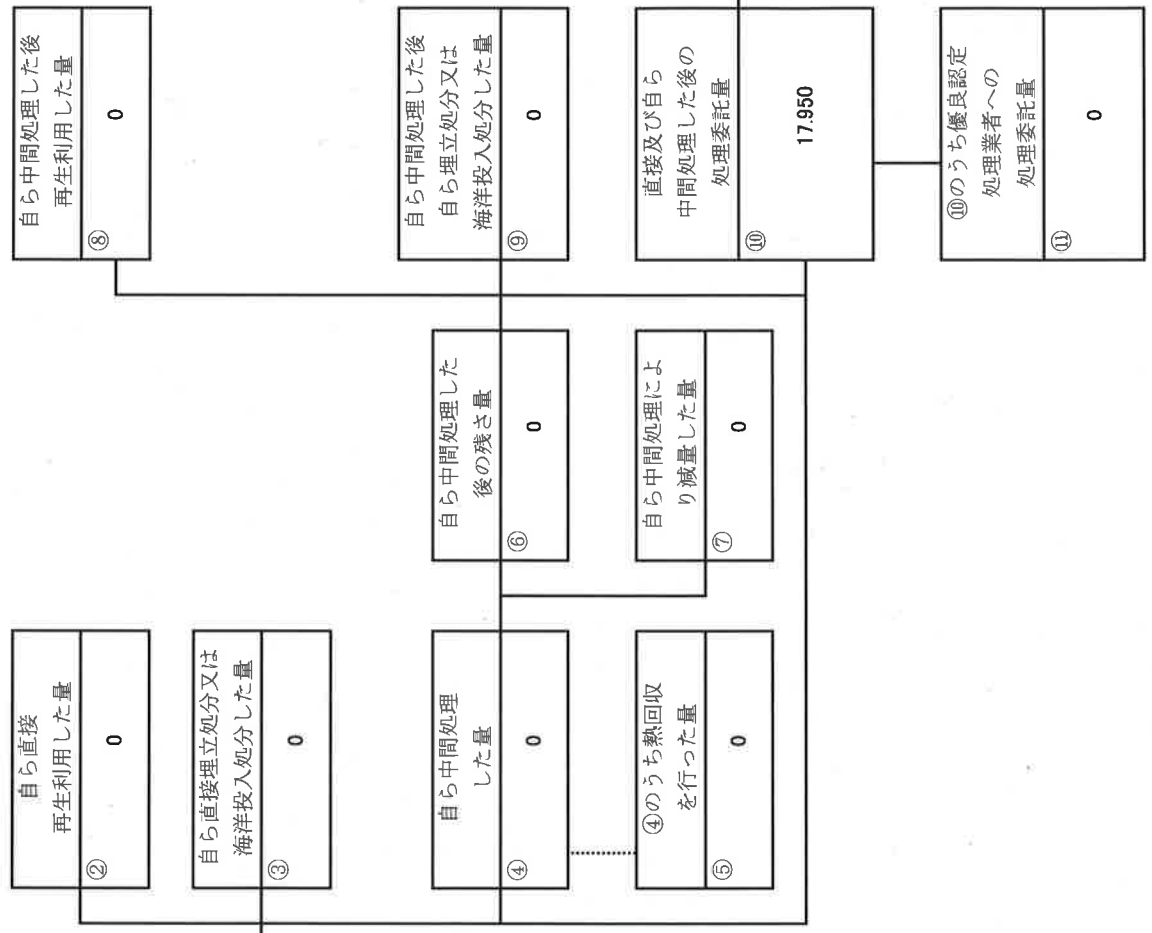 自ら直接
再生利用した量
②
0
自ら直接埋立処分又は
海洋投入処分した量
③
0
自ら中間処理
した量
④
0
④のうち熱回収
を行った量
⑤
0
自ら中間処理した
後の残さ量
⑥
0
自ら中間処理によ
り減量した量
⑦
0
自ら中間処理した後
再生利用した量
⑧
0
自ら中間処理した後
自ら埋立処分又は
海洋投入処分した量
⑨
0
直接及び自ら
中間処理した後の
処理委託量
⑩
17.950
⑩のうち優良認定
処理業者への
処理委託量
⑪
0